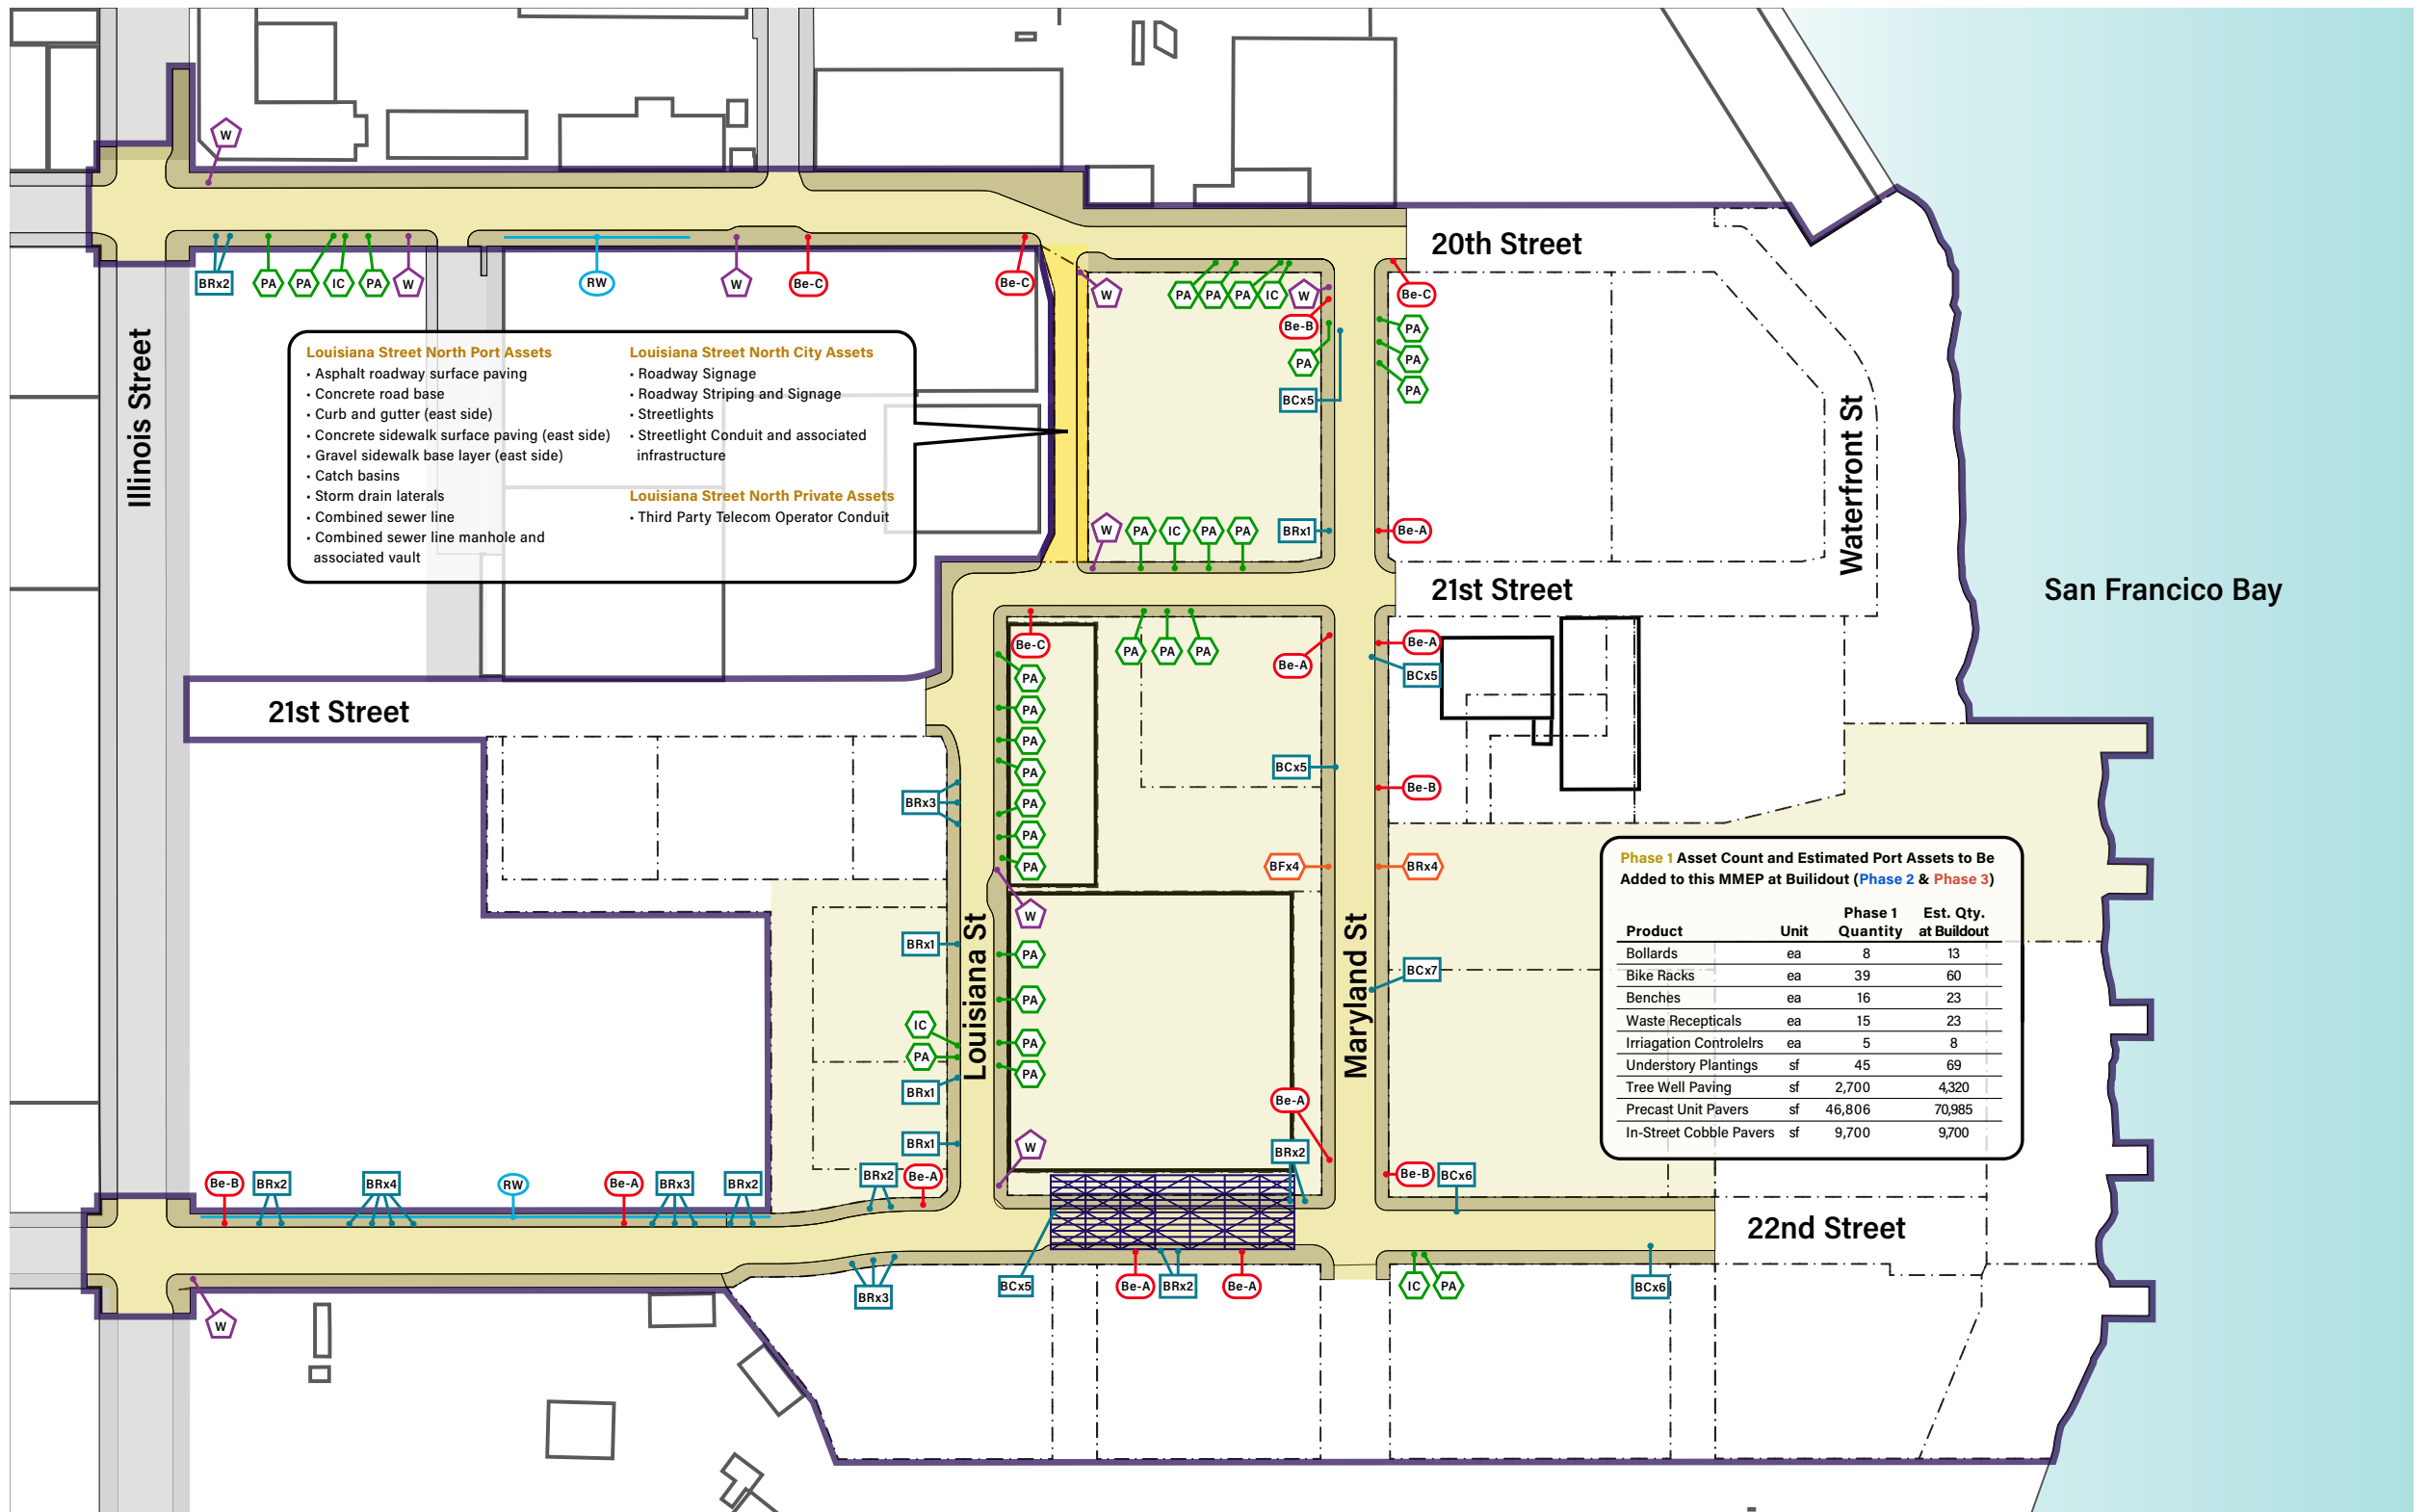 W
20th Street
BRx2
PA
PA
IC
PA
W
RW
W
Be-C
Be-C
W
PA
PA
PA
IC
W
Be-C
Be-B
PA
PA
PA
PA
BCx5
Illinois Street
Waterfront St
Louisiana Street North Port Assets
• Asphalt roadway surface paving
• Concrete road base
• Curb and gutter (east side)
• Concrete sidewalk surface paving (east side)
• Gravel sidewalk base layer (east side)
• Catch basins
• Storm drain laterals
• Combined sewer line
• Combined sewer line manhole and
associated vault
Louisiana Street North City Assets
• Roadway Signage
• Roadway Striping and Signage
• Streetlights
• Streetlight Conduit and associated
infrastructure
Louisiana Street North Private Assets
• Third Party Telecom Operator Conduit
W
PA
IC
PA
PA
BRx1
Be-A
21st Street
San Francico Bay
Be-C
PA
PA
PA
Be-A
Be-A
BCx5
21st Street
PA
PA
PA
PA
PA
PA
PA
BCx5
Be-B
BRx3
BFx4
BRx4
W
BRx1
PA
Louisiana St
Maryland St
BCx7
PA
IC
PA
PA
PA
BRx1
Be-A
BRx1
W
BRx2
Phase 1 Asset Count and Estimated Port Assets to Be
Added to this MMEP at Builidout (Phase 2 & Phase 3)
Product Unit Phase 1 Quantity Est. Qty. at Buildout
Bollards ea 8 13
Bike Racks ea 39 60
Benches ea 16 23
Waste Recepticals ea 15 23
Irriagation Controlelrs ea 5 8
Understory Plantings sf 45 69
Tree Well Paving sf 2,700 4,320
Precast Unit Pavers sf 46,806 70,985
In-Street Cobble Pavers sf 9,700 9,700
Be-B
BRx2
BRx4
RW
Be-A
BRx3
BRx2
BRx2
Be-A
Be-B
BCx6
22nd Street
W
BRx3
BCx5
Be-A
BRx2
Be-A
IC
PA
BCx6